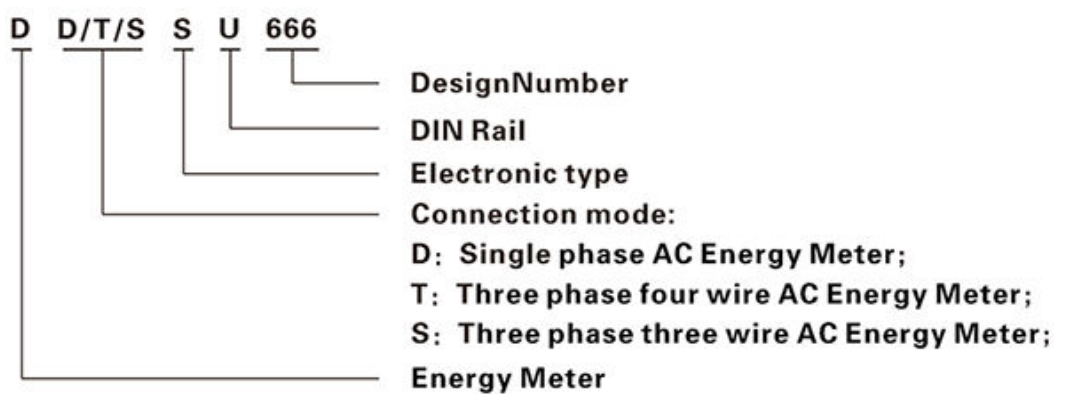 D D/T/S S U 666
DesignNumber
DIN Rail
Electronic type
Connection mode:
D: Single phase AC Energy Meter;
T: Three phase four wire AC Energy Meter;
S: Three phase three wire AC Energy Meter;
Energy Meter